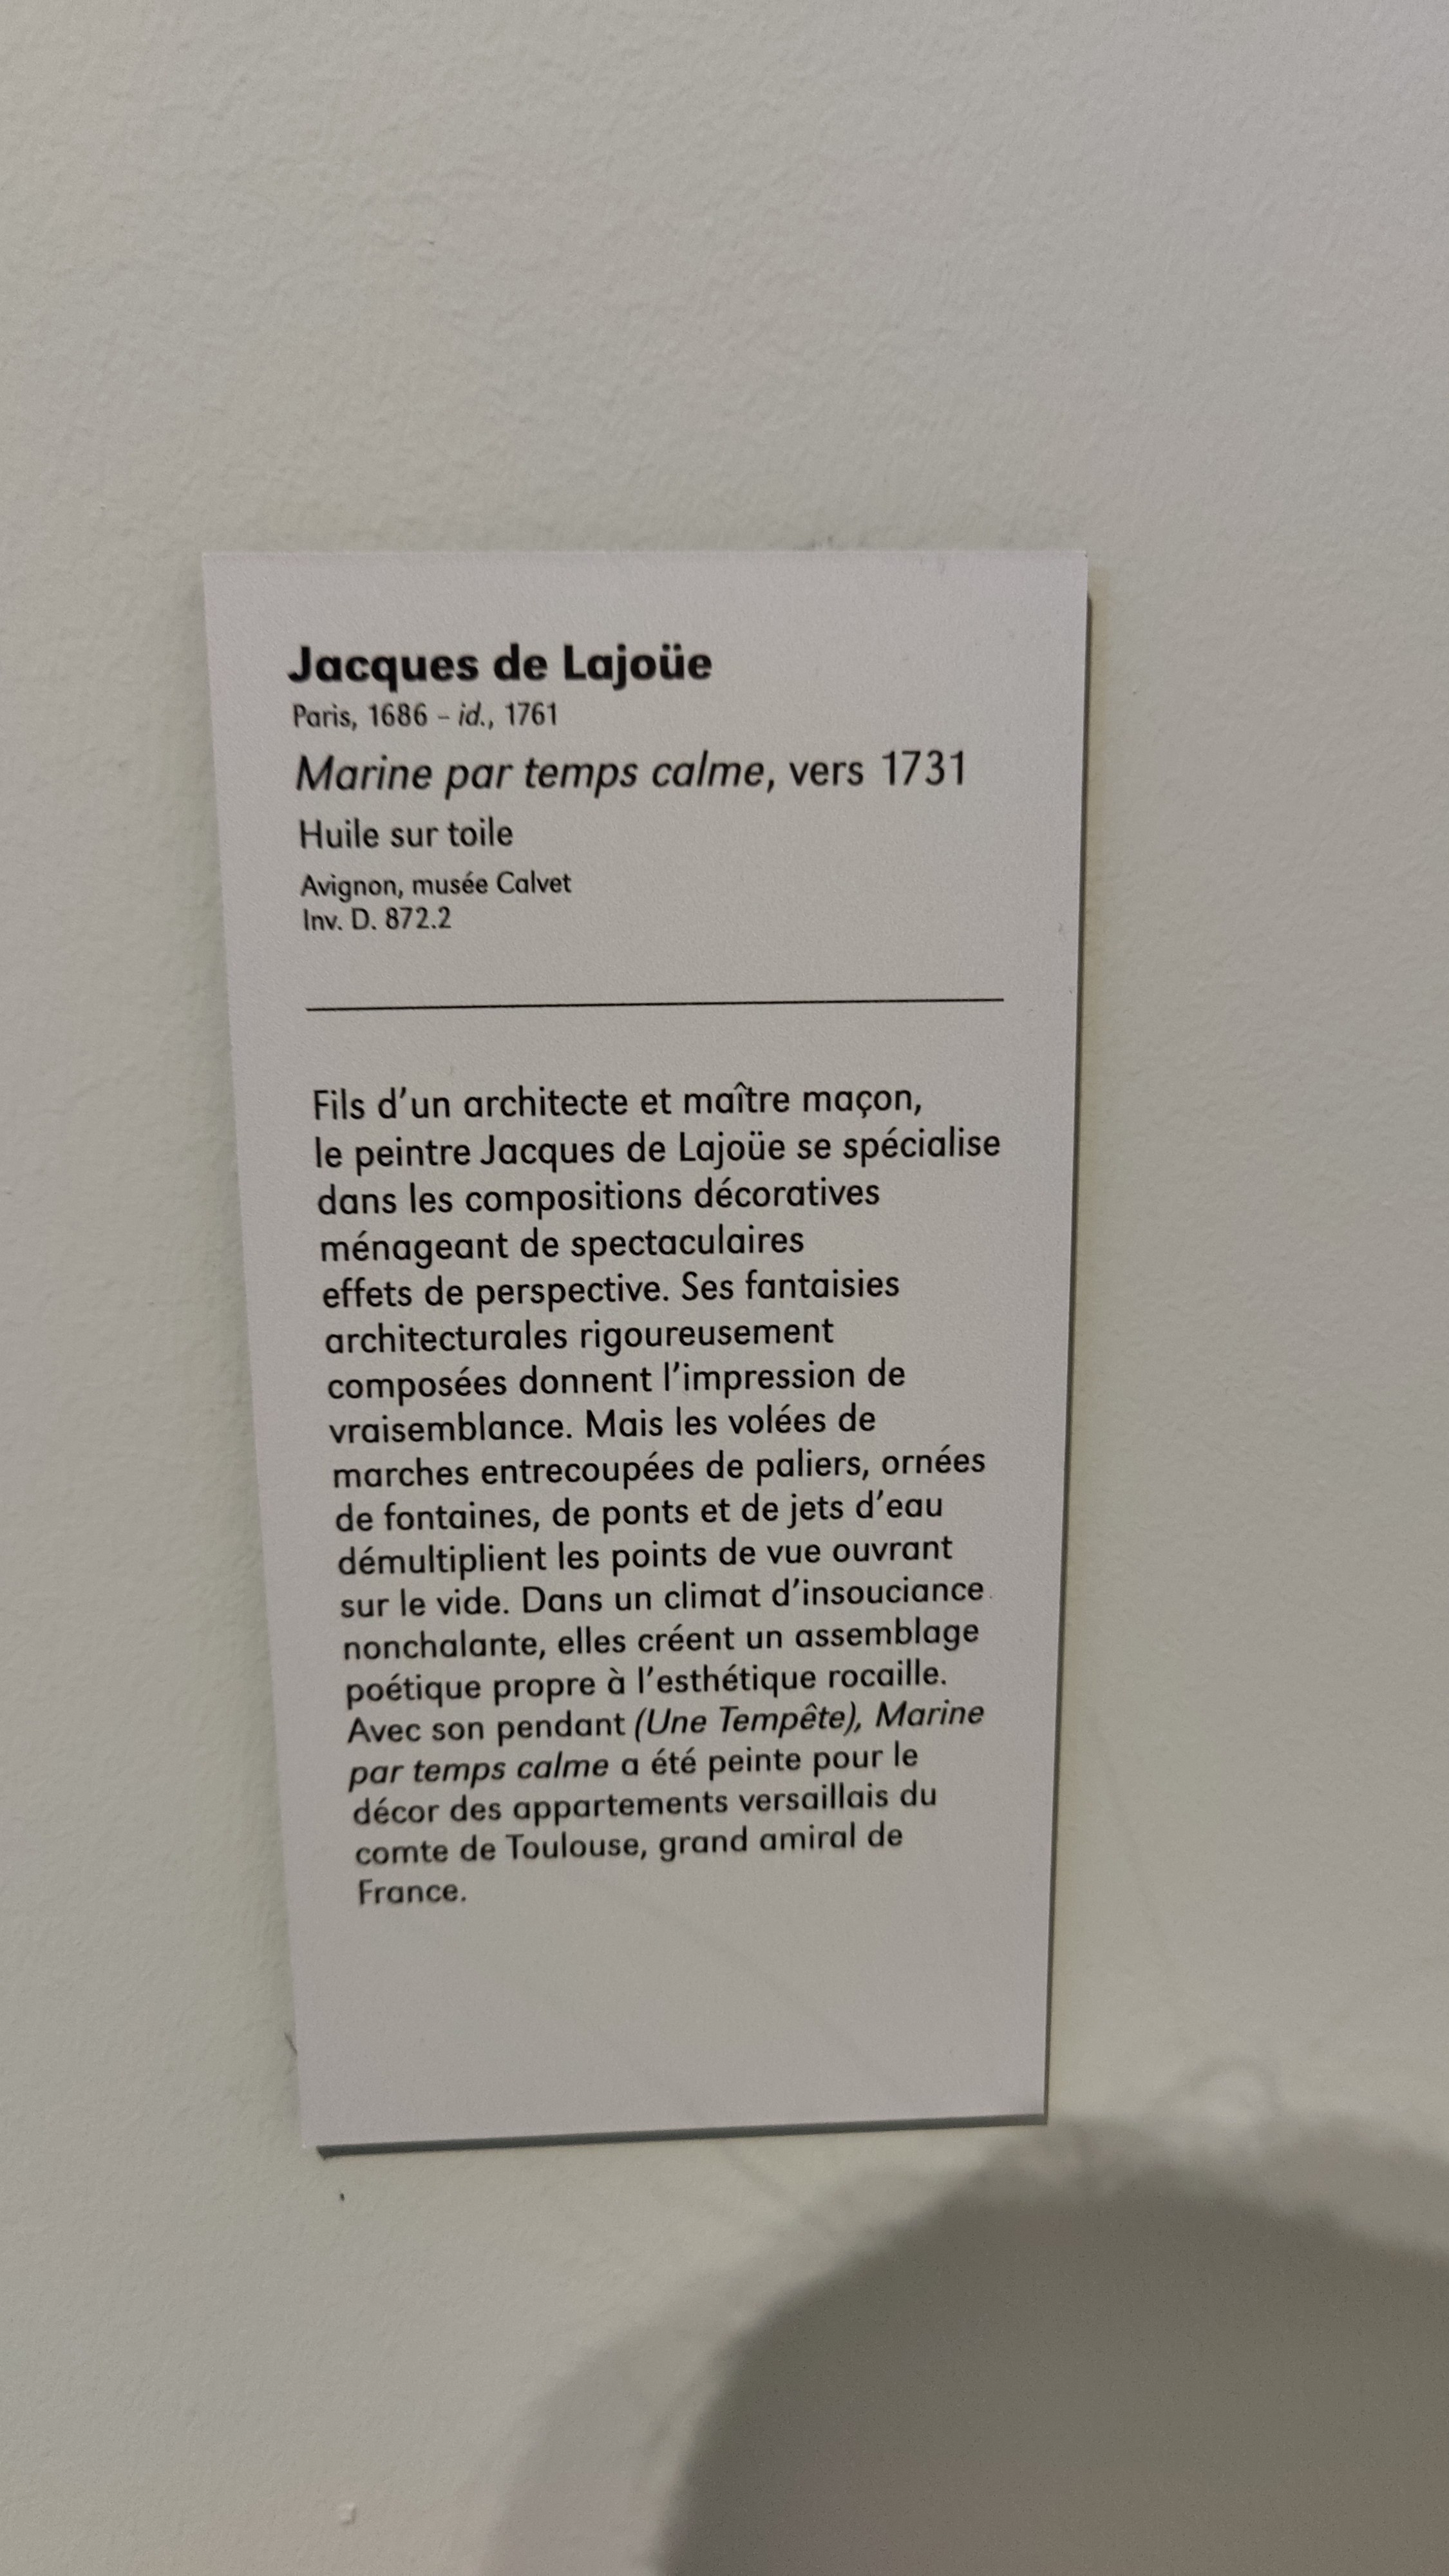 Jacques de Lajoüe
Paris, 1686 – id., 1761
Marine par temps calme, vers 1731
Huile sur toile
Avignon, musée Calvet
Inv. D. 872.2
Fils d’un architecte et maître maçon,
le peintre Jacques de Lajoüe se spécialise
dans les compositions décoratives
ménageant de spectaculaires
effets de perspective. Ses fantaisies
architecturales rigoureusement
composées donnent l’impression de
vraisemblance. Mais les volées de
marches entrecoupées de paliers, ornées
de fontaines, de ponts et de jets d’eau
démultiplient les points de vue ouvrant
sur le vide. Dans un climat d’insouciance
nonchalante, elles créent un assemblage
poétique propre à l’esthétique rocaille.
Avec son pendant (Une Tempête), Marine
par temps calme a été peinte pour le
décor des appartements versaillais du
comte de Toulouse, grand amiral de
France.